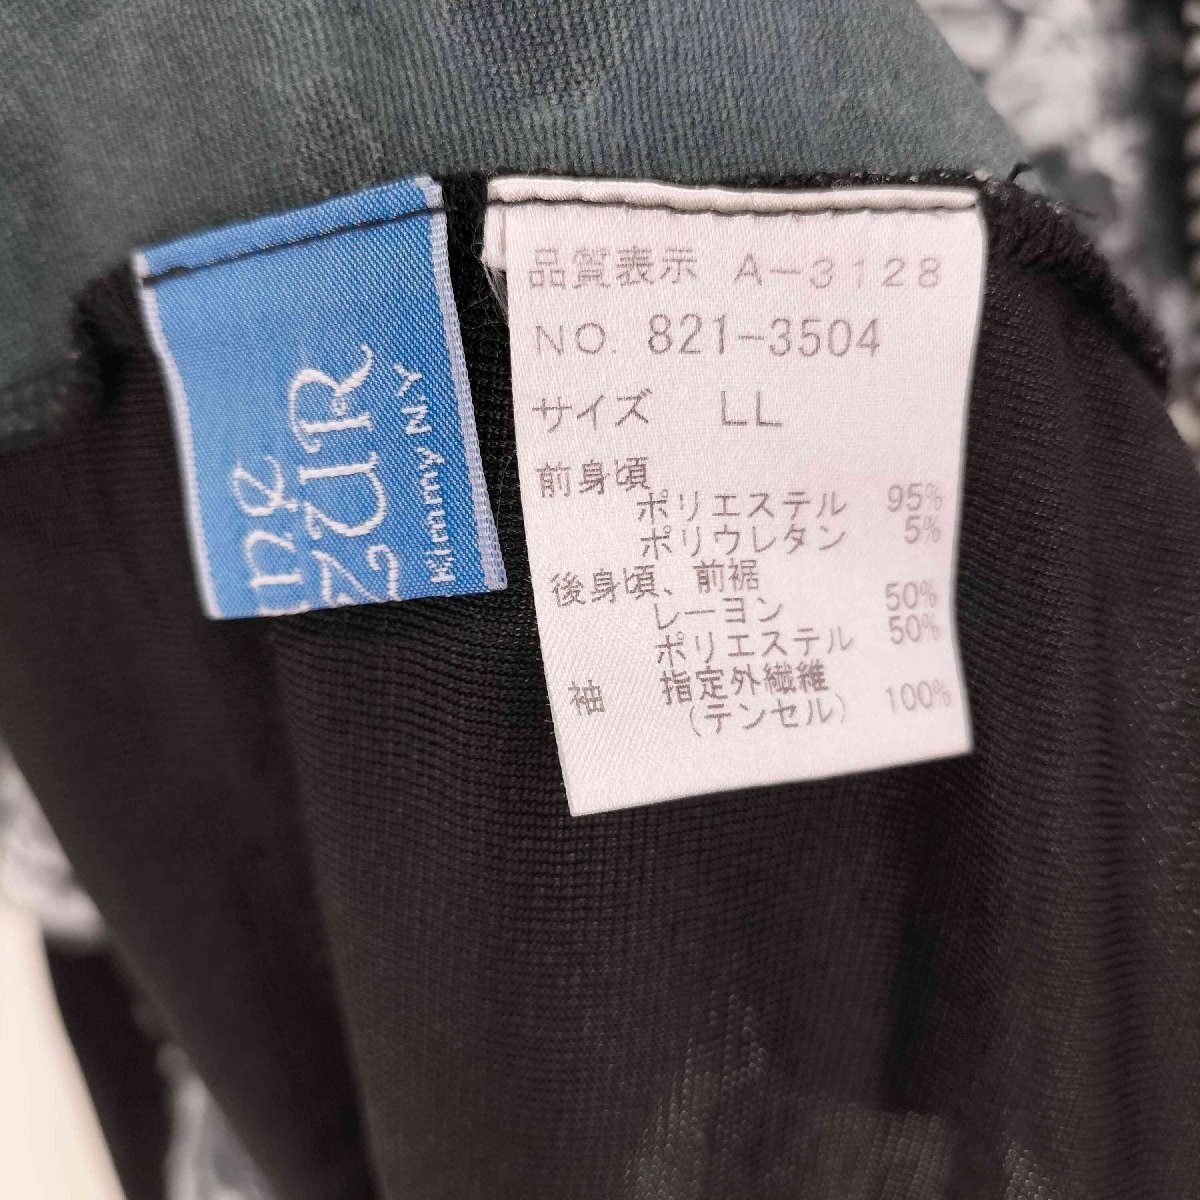 品質表示 A-3128
NO. 821-3504
サイズ LL
前身頃
ポリエステル 95%
ポリウレタン 5%
後身頃、前裾
レーヨン 50%
ポリエステル 50%
袖 指定外繊維
(テンセル) 100%
ZUR
Mimmy N.Y